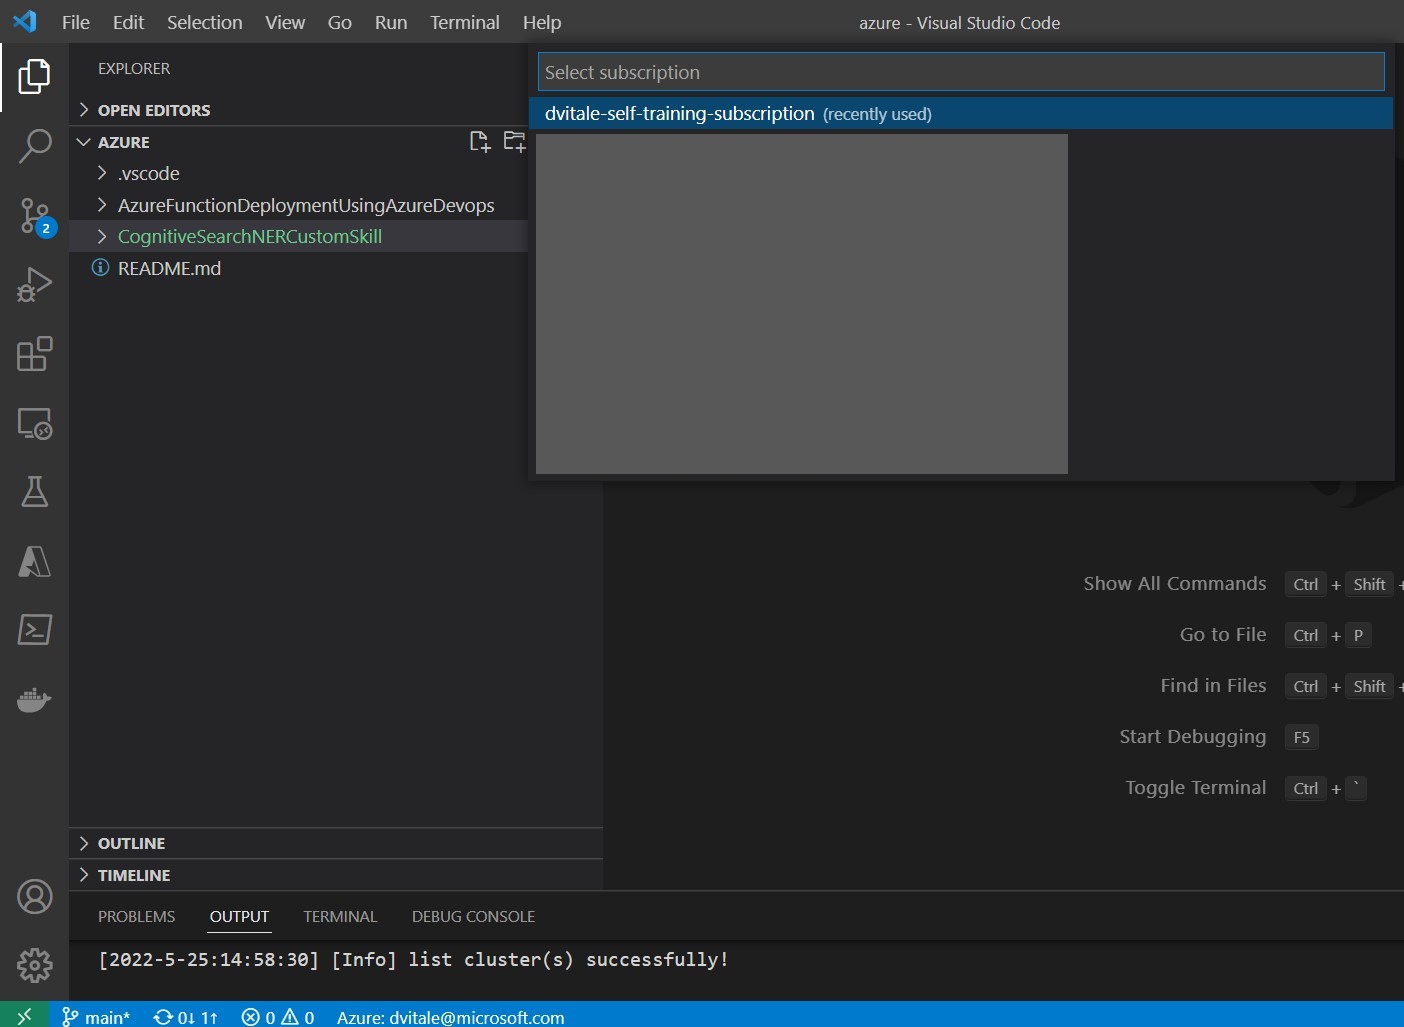 File Edit Selection View Go Run Terminal Help azure - Visual Studio Code
EXPLORER
Select subscription
dvitale-self-training-subscription (recently used)
OPEN EDITORS
AZURE
.vscode
AzureFunctionDeploymentUsingAzureDevops
CognitiveSearchNERCustomSkill
README.md
2
Show All Commands Ctrl + Shift +
Go to File Ctrl + P
Find in Files Ctrl + Shift +
Start Debugging F5
Toggle Terminal Ctrl + `
OUTLINE
TIMELINE
PROBLEMS OUTPUT TERMINAL DEBUG CONSOLE
[2022-5-25:14:58:30] [Info] list cluster(s) successfully!
main* 0↓ 1↑ 0 0 Azure: dvitale@microsoft.com